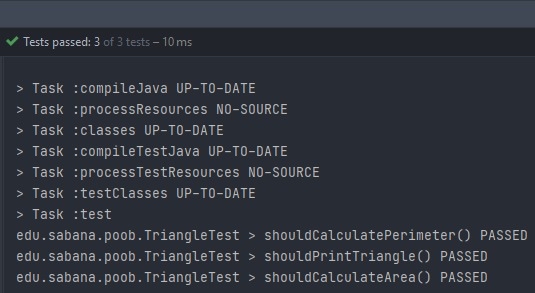 Tests passed: 3 of 3 tests – 10 ms
> Task :compileJava UP-TO-DATE
> Task :processResources NO-SOURCE
> Task :classes UP-TO-DATE
> Task :compileTestJava UP-TO-DATE
> Task :processTestResources NO-SOURCE
> Task :testClasses UP-TO-DATE
> Task :test
edu.sabana.poob.TriangleTest > shouldCalculatePerimeter() PASSED
edu.sabana.poob.TriangleTest > shouldPrintTriangle() PASSED
edu.sabana.poob.TriangleTest > shouldCalculateArea() PASSED